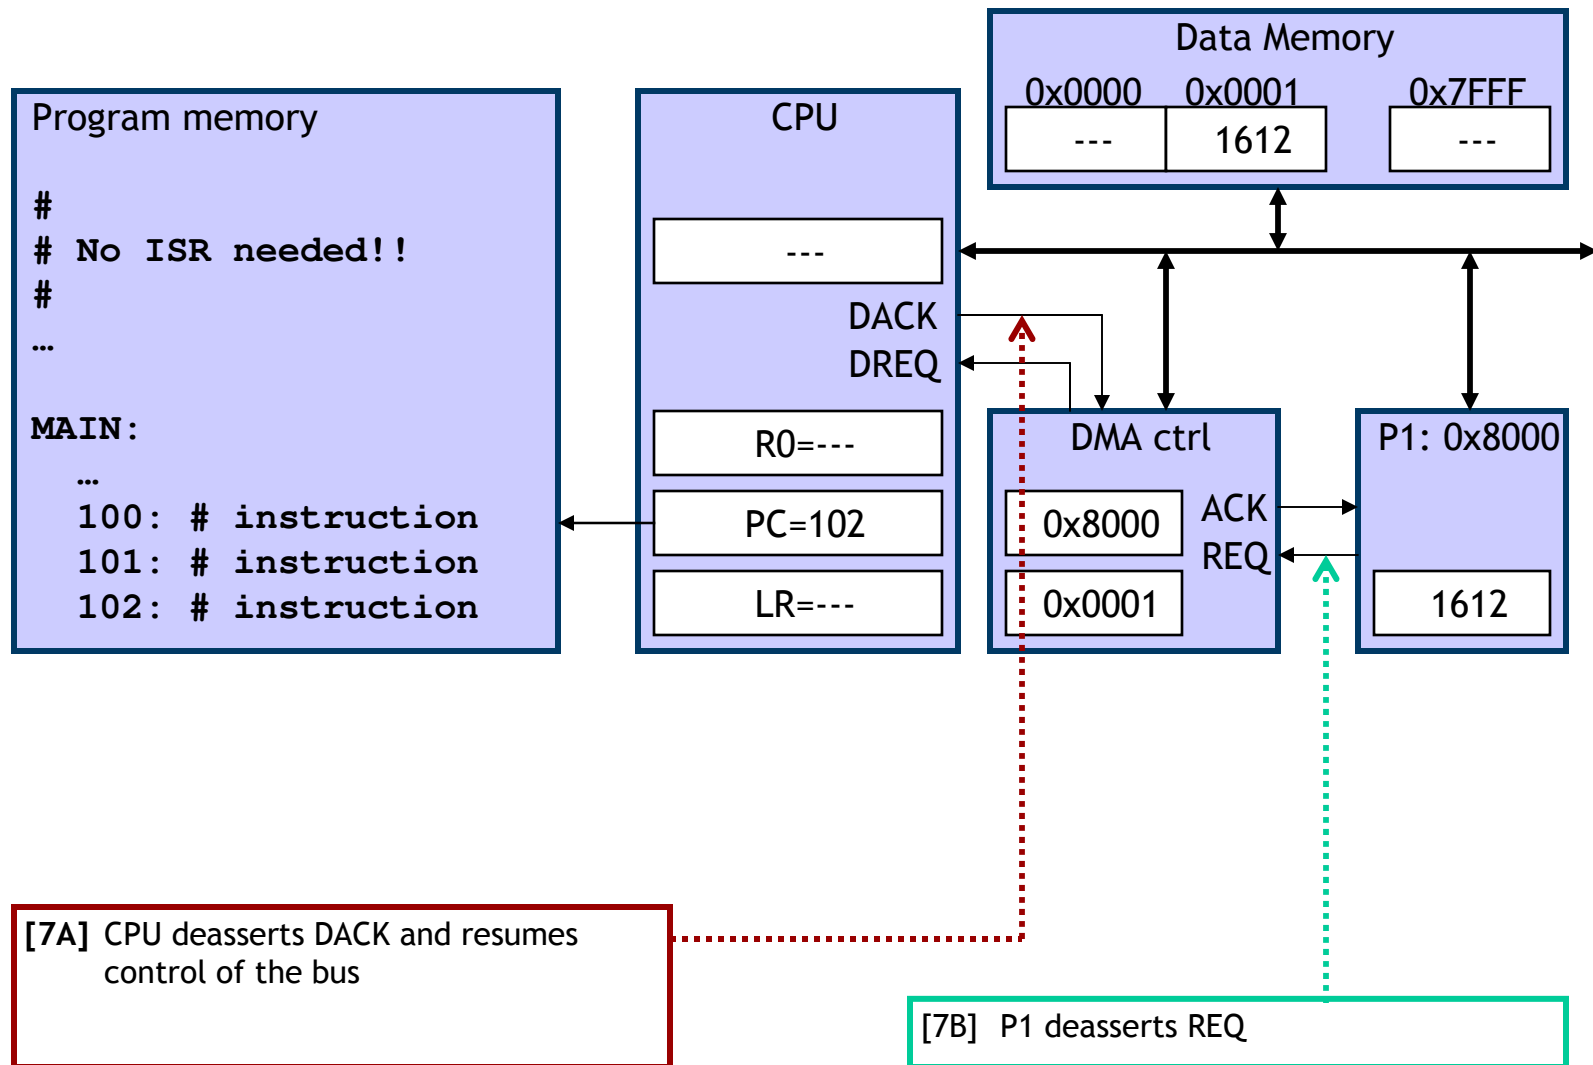 Data Memory
0x0000 0x0001 0x7FFF
--- 1612 ---
Program memory
#
# No ISR needed!!
#
…
MAIN:
…
100: # instruction
101: # instruction
102: # instruction
CPU
---
DACK
DREQ
R0=---
PC=102
LR=---
DMA ctrl
0x8000
0x0001
ACK
REQ
P1: 0x8000
1612
[7A] CPU deasserts DACK and resumes
control of the bus
[7B] P1 deasserts REQ